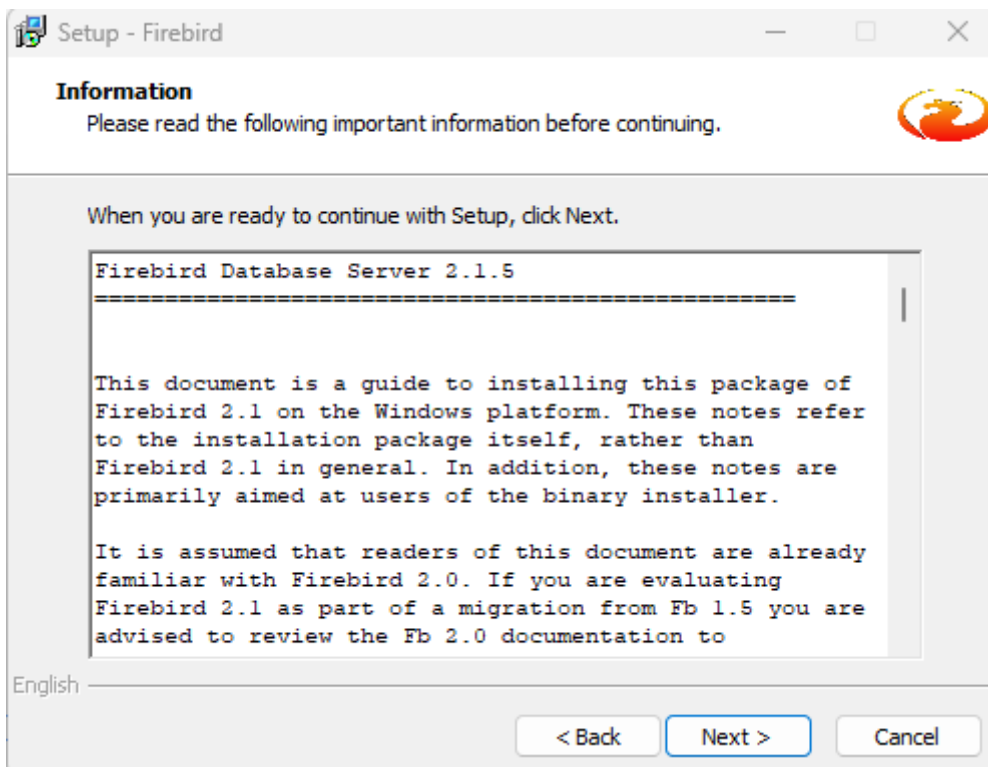 Setup - Firebird
Information
Please read the following important information before continuing.
When you are ready to continue with Setup, click Next.
Firebird Database Server 2.1.5
==================================================
This document is a guide to installing this package of
Firebird 2.1 on the Windows platform. These notes refer
to the installation package itself, rather than
Firebird 2.1 in general. In addition, these notes are
primarily aimed at users of the binary installer.
It is assumed that readers of this document are already
familiar with Firebird 2.0. If you are evaluating
Firebird 2.1 as part of a migration from Fb 1.5 you are
advised to review the Fb 2.0 documentation to
English
< Back Next > Cancel